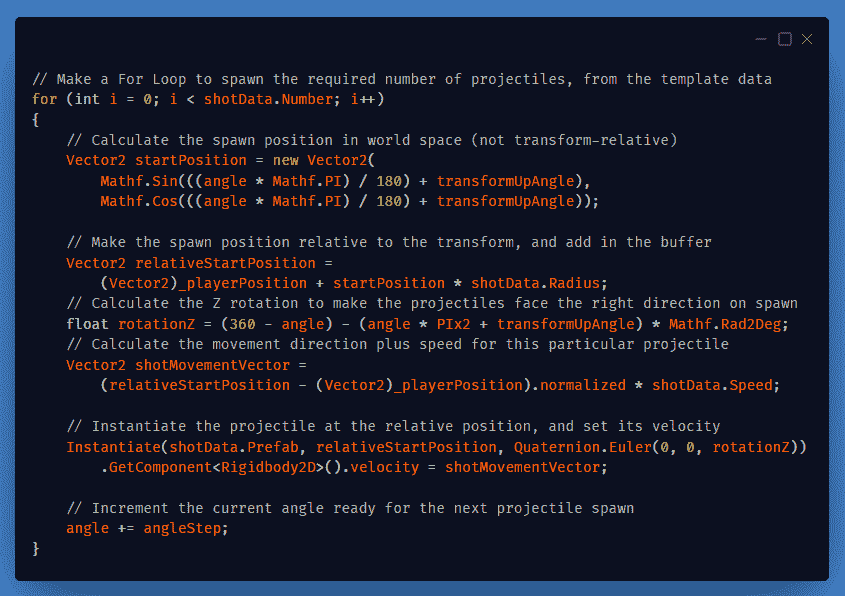 // Make a For Loop to spawn the required number of projectiles, from the template data
for (int i = 0; i < shotData.Number; i++)
{
    // Calculate the spawn position in world space (not transform-relative)
    Vector2 startPosition = new Vector2(
        Mathf.Sin(((angle * Mathf.PI) / 180) + transformUpAngle),
        Mathf.Cos(((angle * Mathf.PI) / 180) + transformUpAngle));

    // Make the spawn position relative to the transform, and add in the buffer
    Vector2 relativeStartPosition =
        (Vector2)_playerPosition + startPosition * shotData.Radius;
    // Calculate the Z rotation to make the projectiles face the right direction on spawn
    float rotationZ = (360 - angle) - (angle * PIx2 + transformUpAngle) * Mathf.Rad2Deg;
    // Calculate the movement direction plus speed for this particular projectile
    Vector2 shotMovementVector =
        (relativeStartPosition - (Vector2)_playerPosition).normalized * shotData.Speed;

    // Instantiate the projectile at the relative position, and set its velocity
    Instantiate(shotData.Prefab, relativeStartPosition, Quaternion.Euler(0, 0, rotationZ))
        .GetComponent<Rigidbody2D>().velocity = shotMovementVector;

    // Increment the current angle ready for the next projectile spawn
    angle += angleStep;
}